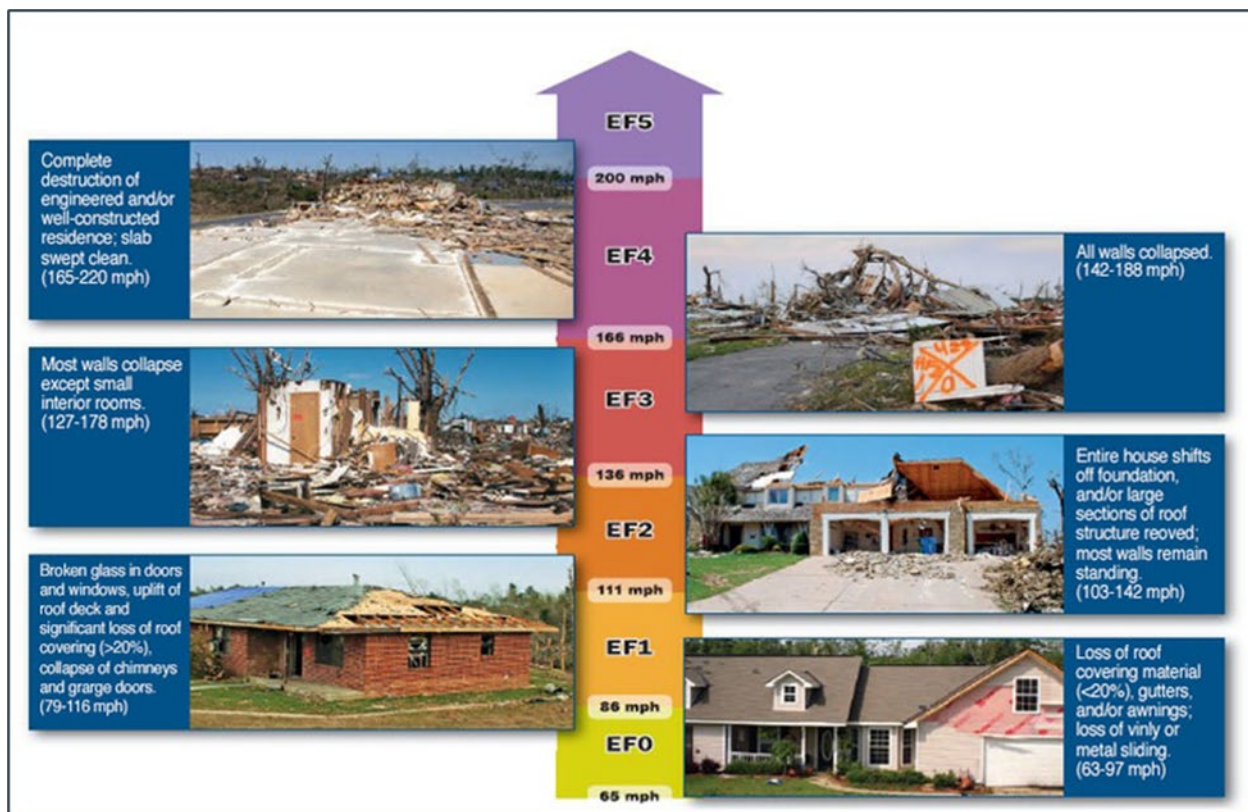 EF5
200 mph
EF4
166 mph
EF3
136 mph
EF2
111 mph
EF1
86 mph
EF0
65 mph
Complete
destruction of
engineered and/or
well-constructed
residence; slab
swept clean.
(165-220 mph)
All walls collapsed.
(142-188 mph)
Most walls collapse
except small
interior rooms.
(127-178 mph)
Entire house shifts
off foundation,
and/or large
sections of roof
structure reoved;
most walls remain
standing.
(103-142 mph)
Broken glass in doors
and windows, uplift of
roof deck and
significant loss of roof
covering (>20%),
collapse of chimneys
and grarge doors.
(79-116 mph)
Loss of roof
covering material
(<20%), gutters,
and/or awnings;
loss of vinly or
metal sliding.
(63-97 mph)